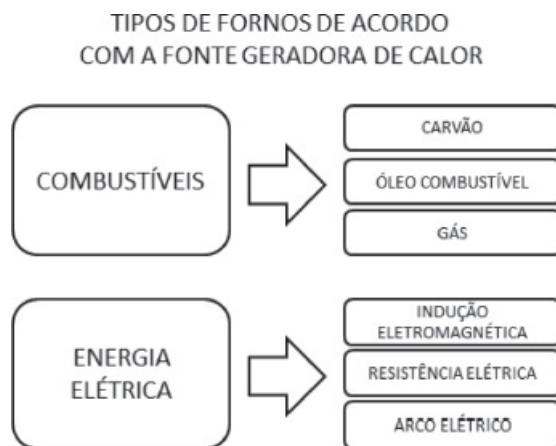 TIPOS DE FORNOS DE ACORDO
COM A FONTE GERADORA DE CALOR
COMBUSTÍVEIS
CARVÃO
ÓLEO COMBUSTÍVEL
GÁS
ENERGIA
ELÉTRICA
INDUÇÃO
ELETROMAGNÉTICA
RESISTÊNCIA ELÉTRICA
ARCO ELÉTRICO